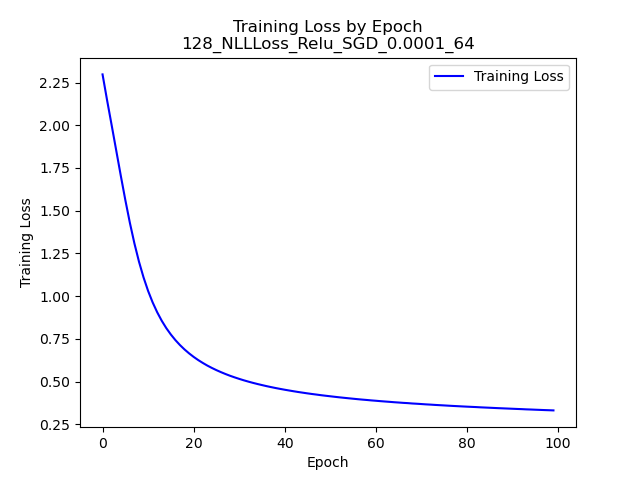 Training Loss by Epoch
128_NLLLoss_Relu_SGD_0.0001_64
Training Loss
2.25
2.00
1.75
1.50
1.25
1.00
0.75
0.50
0.25
Training Loss
0 20 40 60 80 100
Epoch